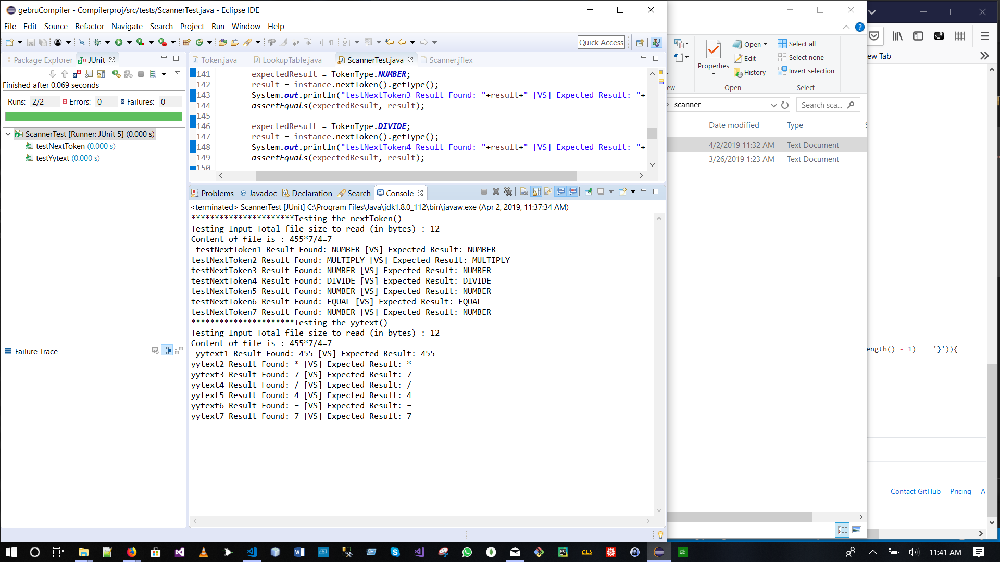 gebruCompiler - Compilerproj/src/tests/ScannerTest.java - Eclipse IDE
File Edit Source Refactor Navigate Search Project Run Window Help
Quick Access
Package Explorer JUnit
Finished after 0.069 seconds
Runs: 2/2 Errors: 0 Failures: 0
ScannerTest [Runner: JUnit 5] (0.000 s)
testNextToken (0.000 s)
testYytext (0.000 s)
Failure Trace
Token.java LookupTable.java ScannerTest.java Scanner.jflex
141 expectedResult = TokenType.NUMBER;
142 result = instance.nextToken().getType();
143 System.out.println("testNextToken3 Result Found: "+result+" [VS] Expected Result: "+
144 assertEquals(expectedResult, result);
145
146 expectedResult = TokenType.DIVIDE;
147 result = instance.nextToken().getType();
148 System.out.println("testNextToken4 Result Found: "+result+" [VS] Expected Result: "+
149 assertEquals(expectedResult, result);
150
Problems Javadoc Declaration Search Console
<terminated> ScannerTest [JUnit] C:\Program Files\Java\jdk1.8.0_112\bin\javaw.exe (Apr 2, 2019, 11:37:34 AM)
**********************Testing the nextToken()
Testing Input Total file size to read (in bytes) : 12
Content of file is : 455*7/4=7
testNextToken1 Result Found: NUMBER [VS] Expected Result: NUMBER
testNextToken2 Result Found: MULTIPLY [VS] Expected Result: MULTIPLY
testNextToken3 Result Found: NUMBER [VS] Expected Result: NUMBER
testNextToken4 Result Found: DIVIDE [VS] Expected Result: DIVIDE
testNextToken5 Result Found: NUMBER [VS] Expected Result: NUMBER
testNextToken6 Result Found: EQUAL [VS] Expected Result: EQUAL
testNextToken7 Result Found: NUMBER [VS] Expected Result: NUMBER
**********************Testing the yytext()
Testing Input Total file size to read (in bytes) : 12
Content of file is : 455*7/4=7
yytext1 Result Found: 455 [VS] Expected Result: 455
yytext2 Result Found: * [VS] Expected Result: *
yytext3 Result Found: 7 [VS] Expected Result: 7
yytext4 Result Found: / [VS] Expected Result: /
yytext5 Result Found: 4 [VS] Expected Result: 4
yytext6 Result Found: = [VS] Expected Result: =
yytext7 Result Found: 7 [VS] Expected Result: 7
Properties
Open
Edit
History
Open
Select all
Select none
Invert selection
Select
ew
scanner
Search sca...
Date modified Type
4/2/2019 11:32 AM Text Document
3/26/2019 1:23 AM Text Document
ew Tab
ength() - 1) == '}')){
Contact GitHub Pricing
11:41 AM